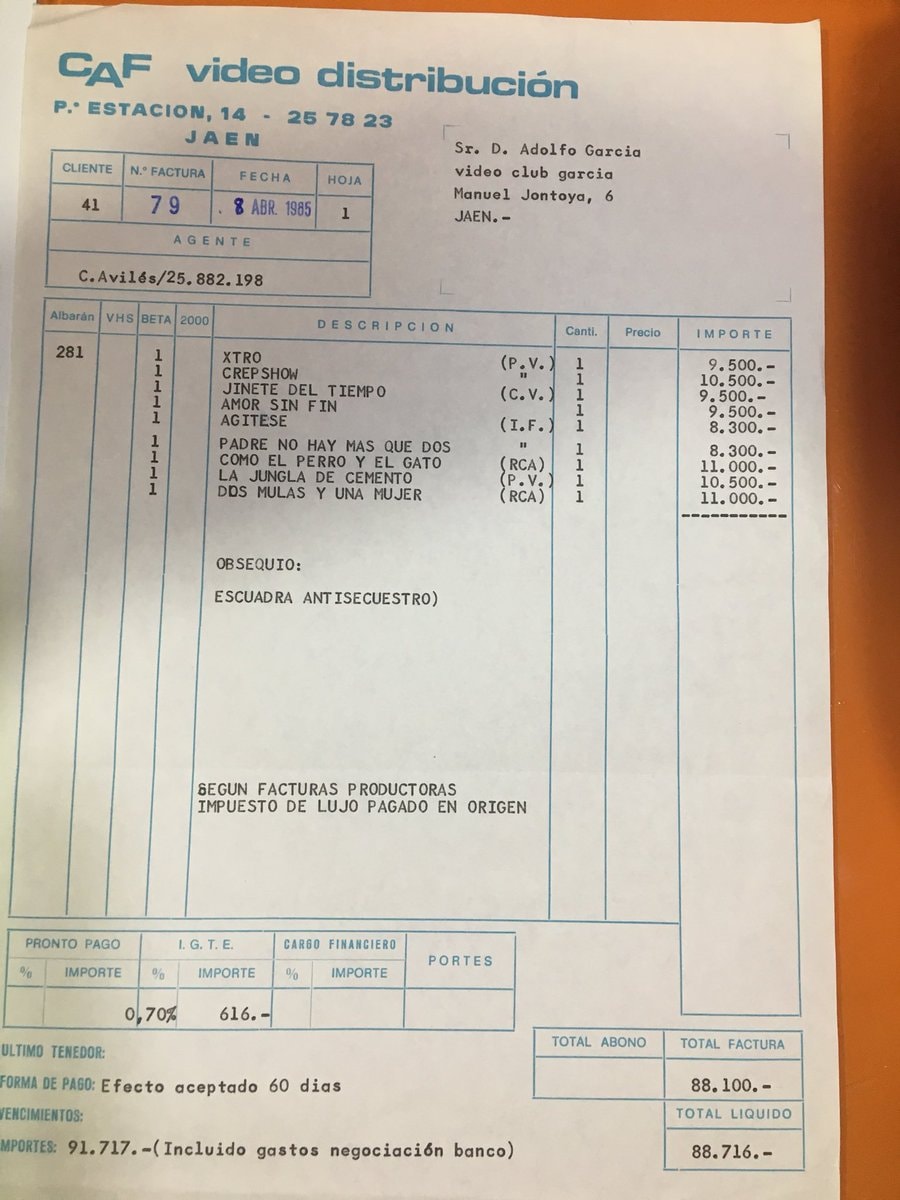 CAF video distribución
P.º ESTACION, 14 - 25 78 23
JAEN
Sr. D. Adolfo Garcia
video club garcia
Manuel Jontoya, 6
JAEN.-
CLIENTE N.º FACTURA FECHA HOJA
41 79 . 8 ABR. 1985 1
AGENTE
C.Avilés/25.882.198
Albarán VHS BETA 2000 DESCRIPCION Canti. Precio IMPORTE
281 1 XTRO (P.V.) 1 9.500.-
1 CREPSHOW " 1 10.500.-
1 JINETE DEL TIEMPO (C.V.) 1 9.500.-
1 AMOR SIN FIN 1 9.500.-
1 AGITESE (I.F.) 1 8.300.-
1 PADRE NO HAY MAS QUE DOS " 1 8.300.-
1 COMO EL PERRO Y EL GATO (RCA) 1 11.000.-
1 LA JUNGLA DE CEMENTO (P.V.) 1 10.500.-
1 DOS MULAS Y UNA MUJER (RCA) 1 11.000.-
-----------
OBSEQUIO:
ESCUADRA ANTISECUESTRO)
SEGUN FACTURAS PRODUCTORAS
IMPUESTO DE LUJO PAGADO EN ORIGEN
PRONTO PAGO I. G. T. E. CARGO FINANCIERO PORTES
% IMPORTE % IMPORTE % IMPORTE
0,70% 616.-
ULTIMO TENEDOR:
FORMA DE PAGO: Efecto aceptado 60 dias
VENCIMIENTOS:
MPORTES: 91.717.-(Incluido gastos negociación banco)
TOTAL ABONO TOTAL FACTURA
88.100.-
TOTAL LIQUIDO
88.716.-